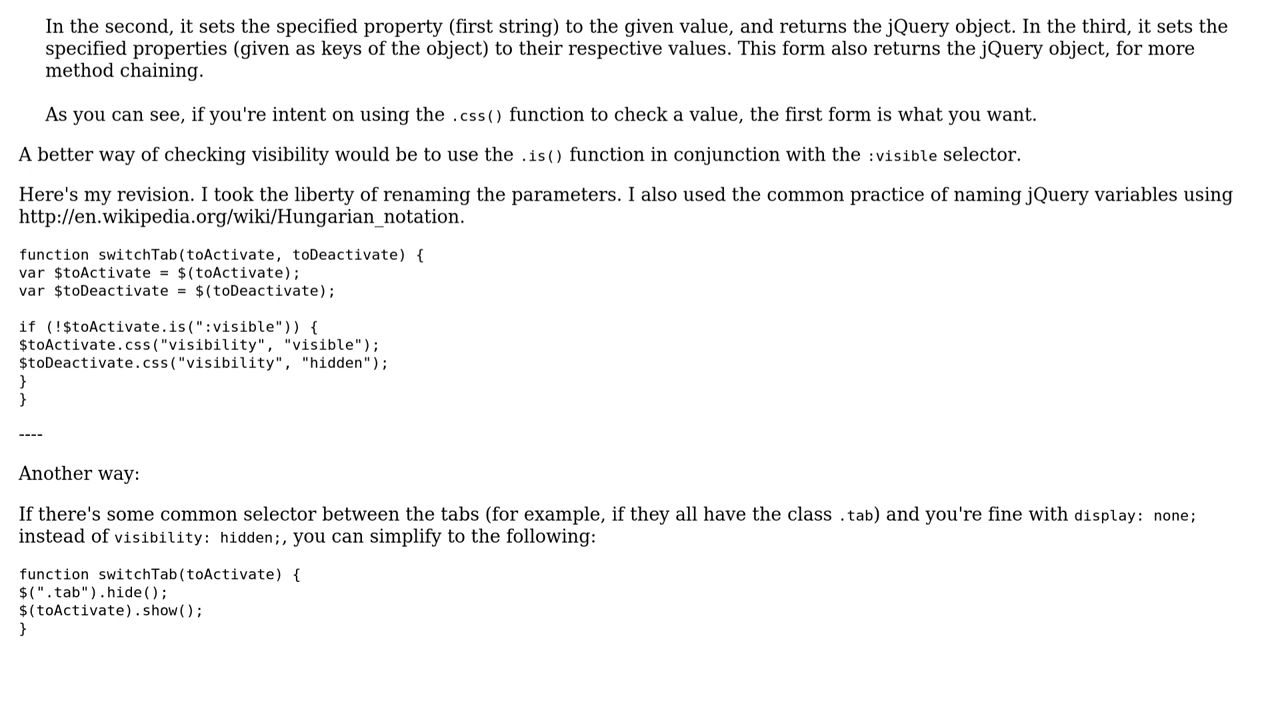 In the second, it sets the specified property (first string) to the given value, and returns the jQuery object. In the third, it sets the
specified properties (given as keys of the object) to their respective values. This form also returns the jQuery object, for more
method chaining.
As you can see, if you're intent on using the .css() function to check a value, the first form is what you want.
A better way of checking visibility would be to use the .is() function in conjunction with the :visible selector.
Here's my revision. I took the liberty of renaming the parameters. I also used the common practice of naming jQuery variables using
http://en.wikipedia.org/wiki/Hungarian_notation.
function switchTab(toActivate, toDeactivate) {
var $toActivate = $(toActivate);
var $toDeactivate = $(toDeactivate);
if (!$toActivate.is(":visible")) {
$toActivate.css("visibility", "visible");
$toDeactivate.css("visibility", "hidden");
}
}
----
Another way:
If there's some common selector between the tabs (for example, if they all have the class .tab) and you're fine with display: none;
instead of visibility: hidden;, you can simplify to the following:
function switchTab(toActivate) {
$(".tab").hide();
$(toActivate).show();
}